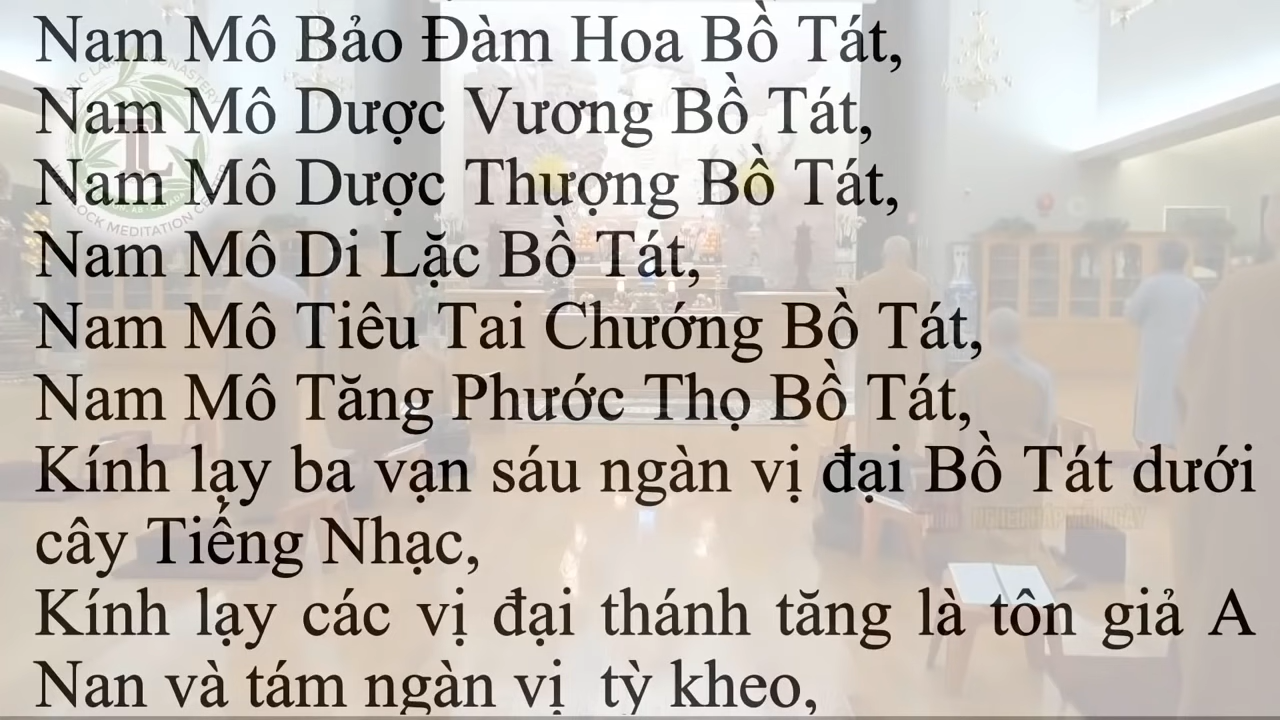 Nam Mô Bảo Đàm Hoa Bồ Tát,
Nam Mô Dược Vương Bồ Tát,
Nam Mô Dược Thượng Bồ Tát,
Nam Mô Di Lặc Bồ Tát,
Nam Mô Tiêu Tai Chướng Bồ Tát,
Nam Mô Tăng Phước Thọ Bồ Tát,
Kính lạy ba vạn sáu ngàn vị đại Bồ Tát dưới
cây Tiếng Nhạc,
Kính lạy các vị đại thánh tăng là tôn giả A
Nan và tám ngàn vị tỳ kheo,
MEDITATION